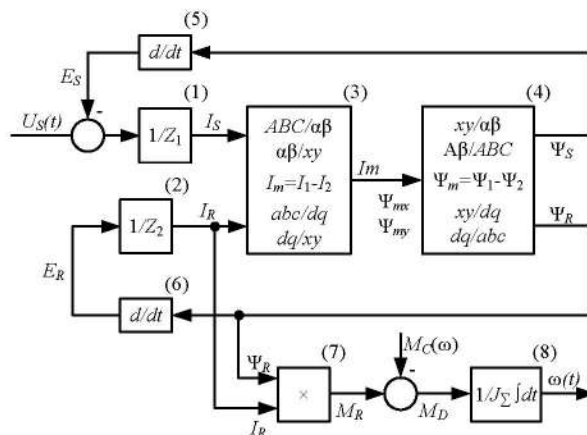 (5)
d/dt
E_S
(1)
(3)
(4)
U_S(t)
-
1/Z_1
I_S
ABC/αβ
αβ/xy
I_m=I_1-I_2
abc/dq
dq/xy
Im
Ψ_mx
Ψ_my
xy/αβ
Aβ/ABC
Ψ_m=Ψ_1-Ψ_2
xy/dq
dq/abc
Ψ_S
Ψ_R
(2)
1/Z_2
I_R
E_R
(6)
d/dt
Ψ_R
(7)
M_C(ω)
(8)
×
-
1/J_Σ ∫dt
ω(t)
I_R
M_R
M_D